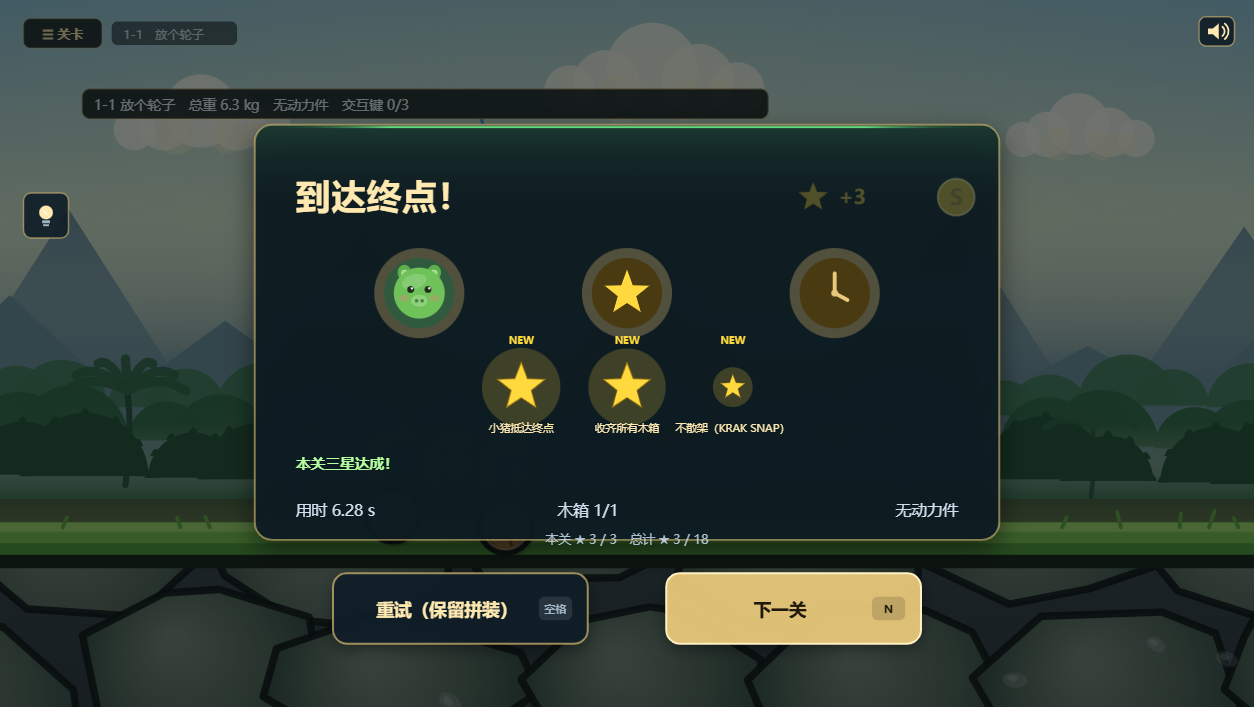 ☰ 关卡
1-1 放个轮子
1-1 放个轮子 总重 6.3 kg 无动力件 交互键 0/3
到达终点!
★ +3
S
NEW NEW NEW
小猪抵达终点 收齐所有木箱 不散架（KRAK SNAP）
本关三星达成!
用时 6.28 s 木箱 1/1 无动力件
本关 ★ 3 / 3 总计 ★ 3 / 18
重试（保留拼装） 空格
下一关 N